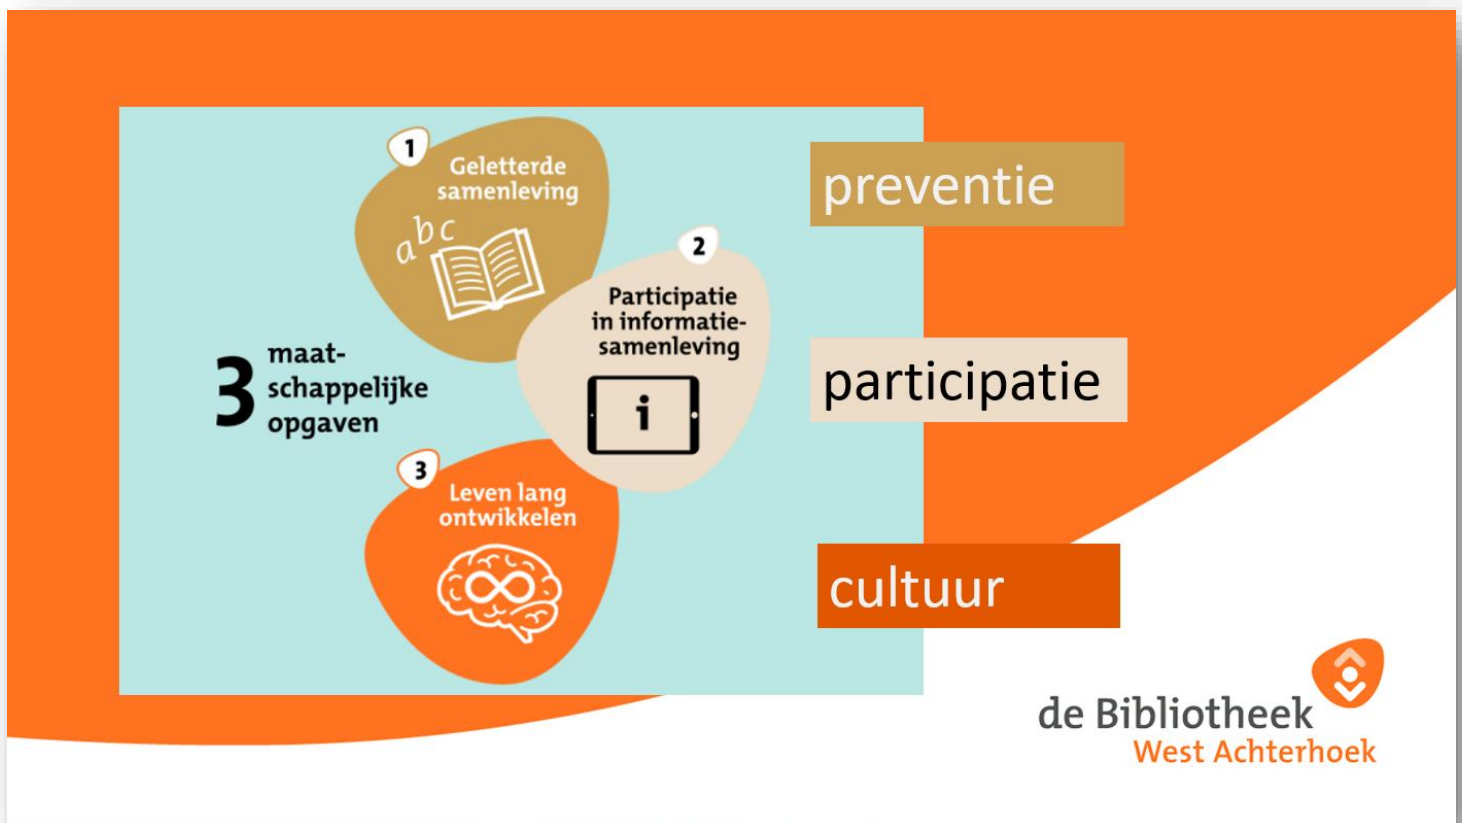 1
Geletterde
samenleving
abc
preventie
2
Participatie
in informatie-
samenleving
i
participatie
3 maat-
schappelijke
opgaven
3
Leven lang
ontwikkelen
cultuur
de Bibliotheek
West Achterhoek